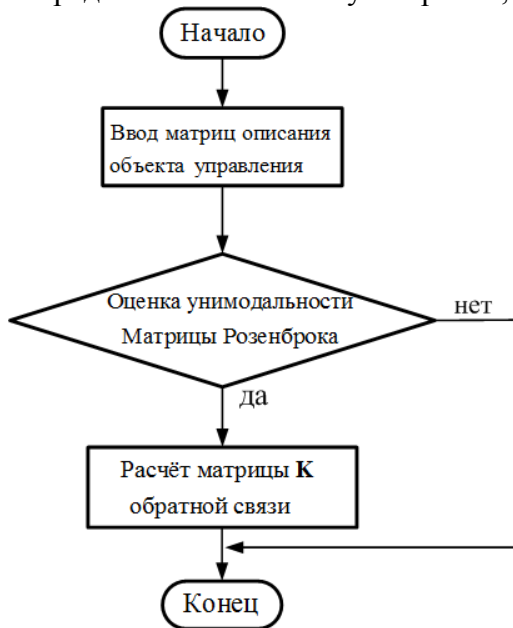 Начало
Ввод матриц описания
объекта управления
Оценка унимодальности
Матрицы Розенброка
нет
да
Расчёт матрицы K
обратной связи
Конец